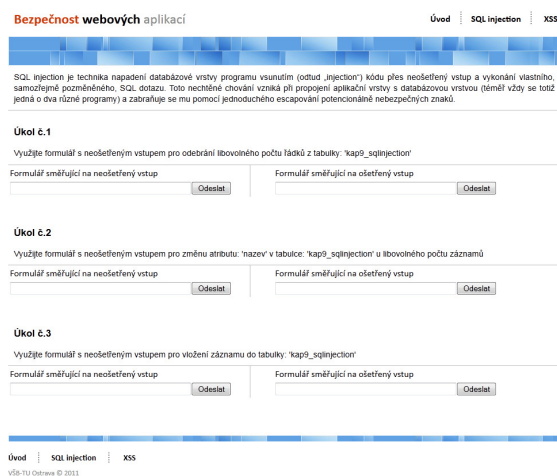 Bezpečnost webových aplikací
Úvod SQL injection XSS
SQL injection je technika napadení databázové vrstvy programu vsunutím (odtud „injection") kódu přes neošetřený vstup a vykonání vlastního,
samozřejmě pozměněného, SQL dotazu. Toto nechtěné chování vzniká při propojení aplikační vrstvy s databázovou vrstvou (téměř vždy se totiž
jedná o dva různé programy) a zabraňuje se mu pomocí jednoduchého escapování potencionálně nebezpečných znaků.
Úkol č.1
Využijte formulář s neošetřeným vstupem pro odebrání libovolného počtu řádků z tabulky: 'kap9_sqlinjection'
Formulář směřující na neošetřený vstup Formulář směřující na ošetřený vstup
Odeslat Odeslat
Úkol č.2
Využijte formulář s neošetřeným vstupem pro změnu atributu: 'nazev' v tabulce: 'kap9_sqlinjection' u libovolného počtu záznamů
Formulář směřující na neošetřený vstup Formulář směřující na ošetřený vstup
Odeslat Odeslat
Úkol č.3
Využijte formulář s neošetřeným vstupem pro vložení záznamu do tabulky: 'kap9_sqlinjection'
Formulář směřující na neošetřený vstup Formulář směřující na ošetřený vstup
Odeslat Odeslat
Úvod SQL injection XSS
VŠB-TU Ostrava © 2011